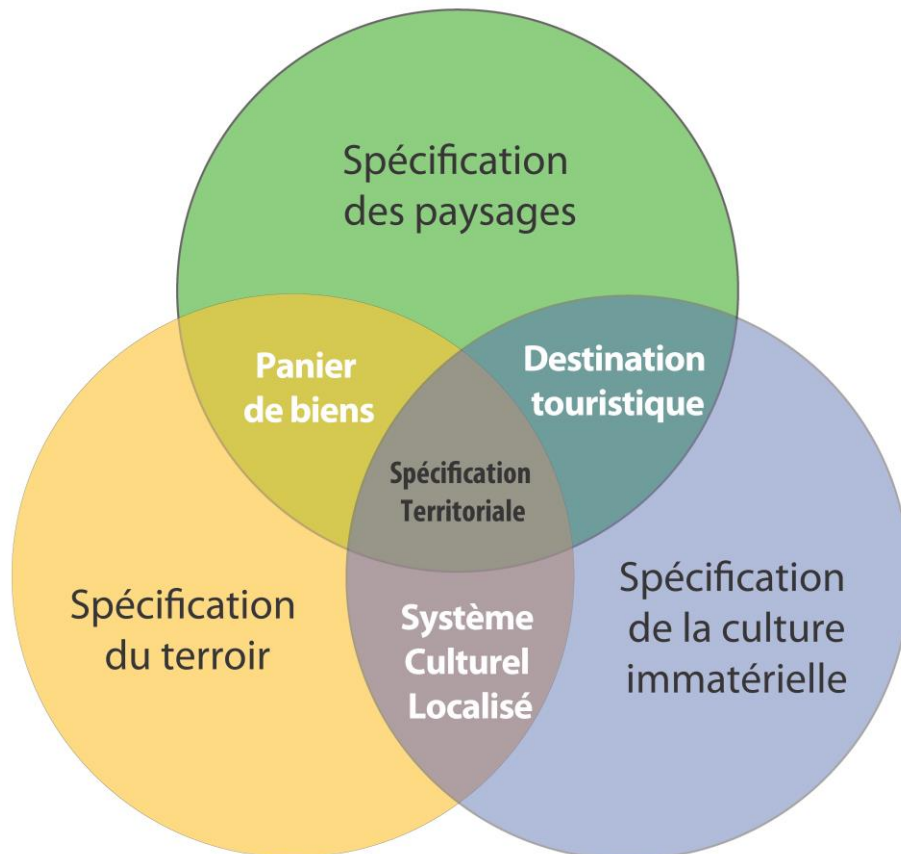 Spécification
des paysages
Panier
de biens
Destination
touristique
Spécification
Territoriale
Spécification
du terroir
Système
Culturel
Localisé
Spécification
de la culture
immatérielle